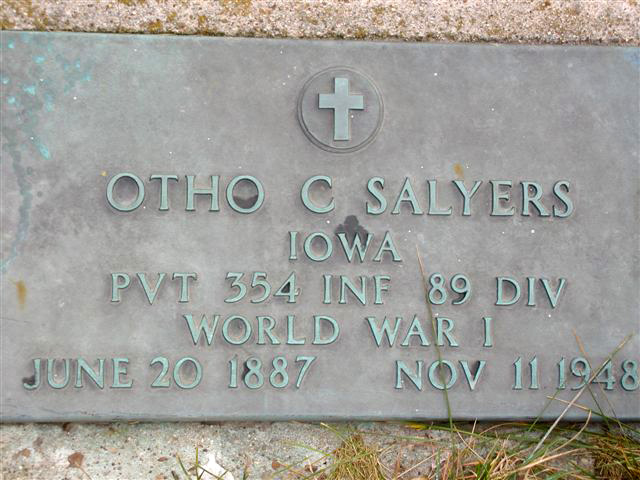 OTHO C SALYERS
IOWA
PVT 354 INF 89 DIV
WORLD WAR I
JUNE 20 1887 NOV 11 1948